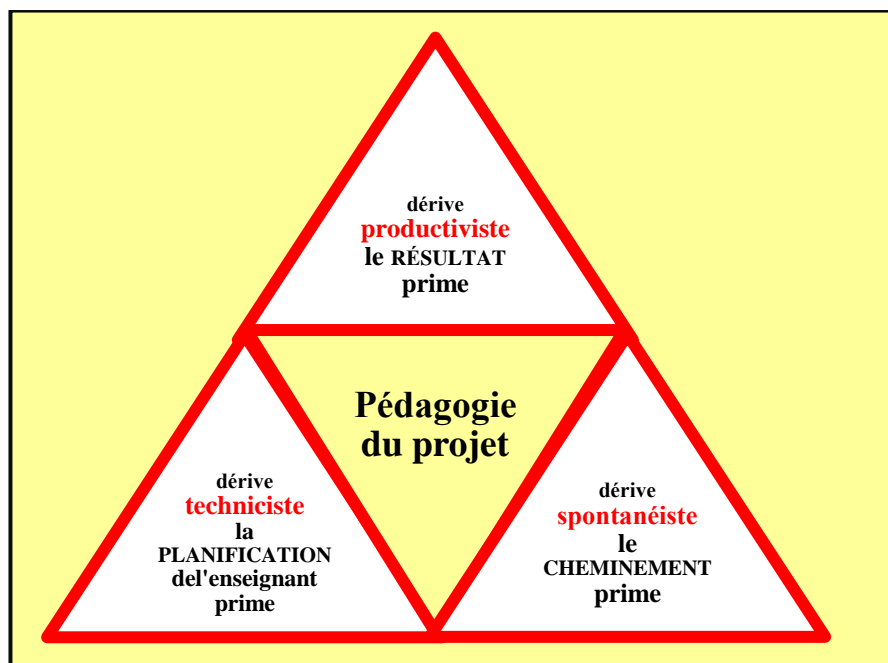 dérive
productiviste
le RÉSULTAT
prime
Pédagogie
du projet
dérive
techniciste
la
PLANIFICATION
del'enseignant
prime
dérive
spontanéiste
le
CHEMINEMENT
prime